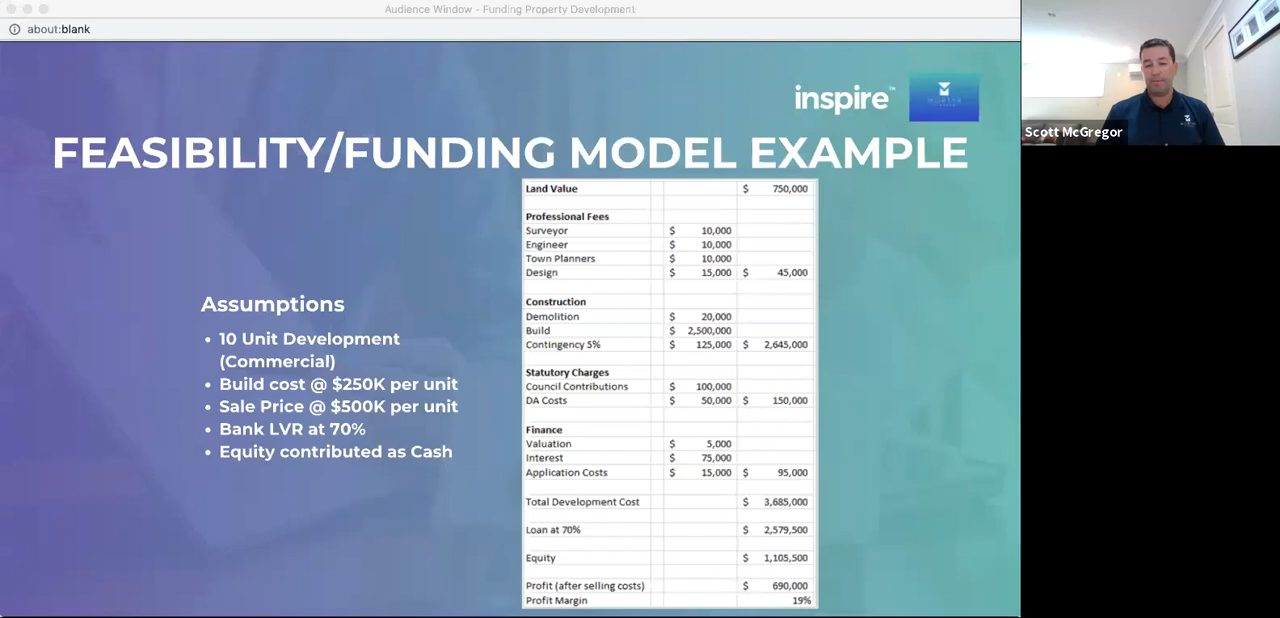 Audience Window - Funding Property Development
about:blank
inspire™
FEASIBILITY/FUNDING MODEL EXAMPLE
Assumptions
• 10 Unit Development
(Commercial)
• Build cost @ $250K per unit
• Sale Price @ $500K per unit
• Bank LVR at 70%
• Equity contributed as Cash
Land Value $ 750,000
Professional Fees
Surveyor $ 10,000
Engineer $ 10,000
Town Planners $ 10,000
Design $ 15,000 $ 45,000
Construction
Demolition $ 20,000
Build $ 2,500,000
Contingency 5% $ 125,000 $ 2,645,000
Statutory Charges
Council Contributions $ 100,000
DA Costs $ 50,000 $ 150,000
Finance
Valuation $ 5,000
Interest $ 75,000
Application Costs $ 15,000 $ 95,000
Total Development Cost $ 3,685,000
Loan at 70% $ 2,579,500
Equity $ 1,105,500
Profit (after selling costs) $ 690,000
Profit Margin 19%
Scott McGregor